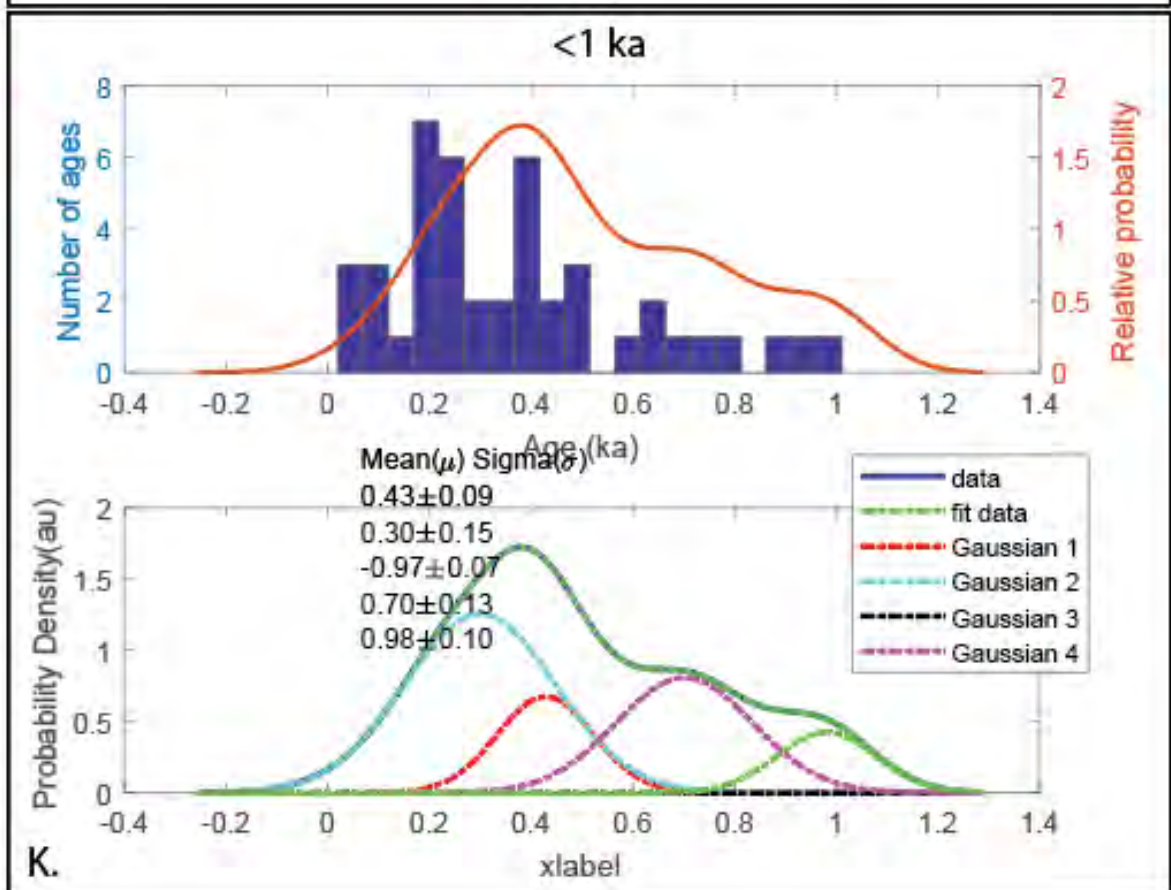 <1 ka
8
6
4
2
0
Number of ages
2
1.5
1
0.5
0
Relative probability
-0.4 -0.2 0 0.2 0.4 0.6 0.8 1 1.2 1.4
Age (ka)
Mean(μ) Sigma(σ)
0.43±0.09
0.30±0.15
-0.97±0.07
0.70±0.13
0.98±0.10
data
fit data
Gaussian 1
Gaussian 2
Gaussian 3
Gaussian 4
2
1.5
1
0.5
0
Probability Density(au)
-0.4 -0.2 0 0.2 0.4 0.6 0.8 1 1.2 1.4
xlabel
K.